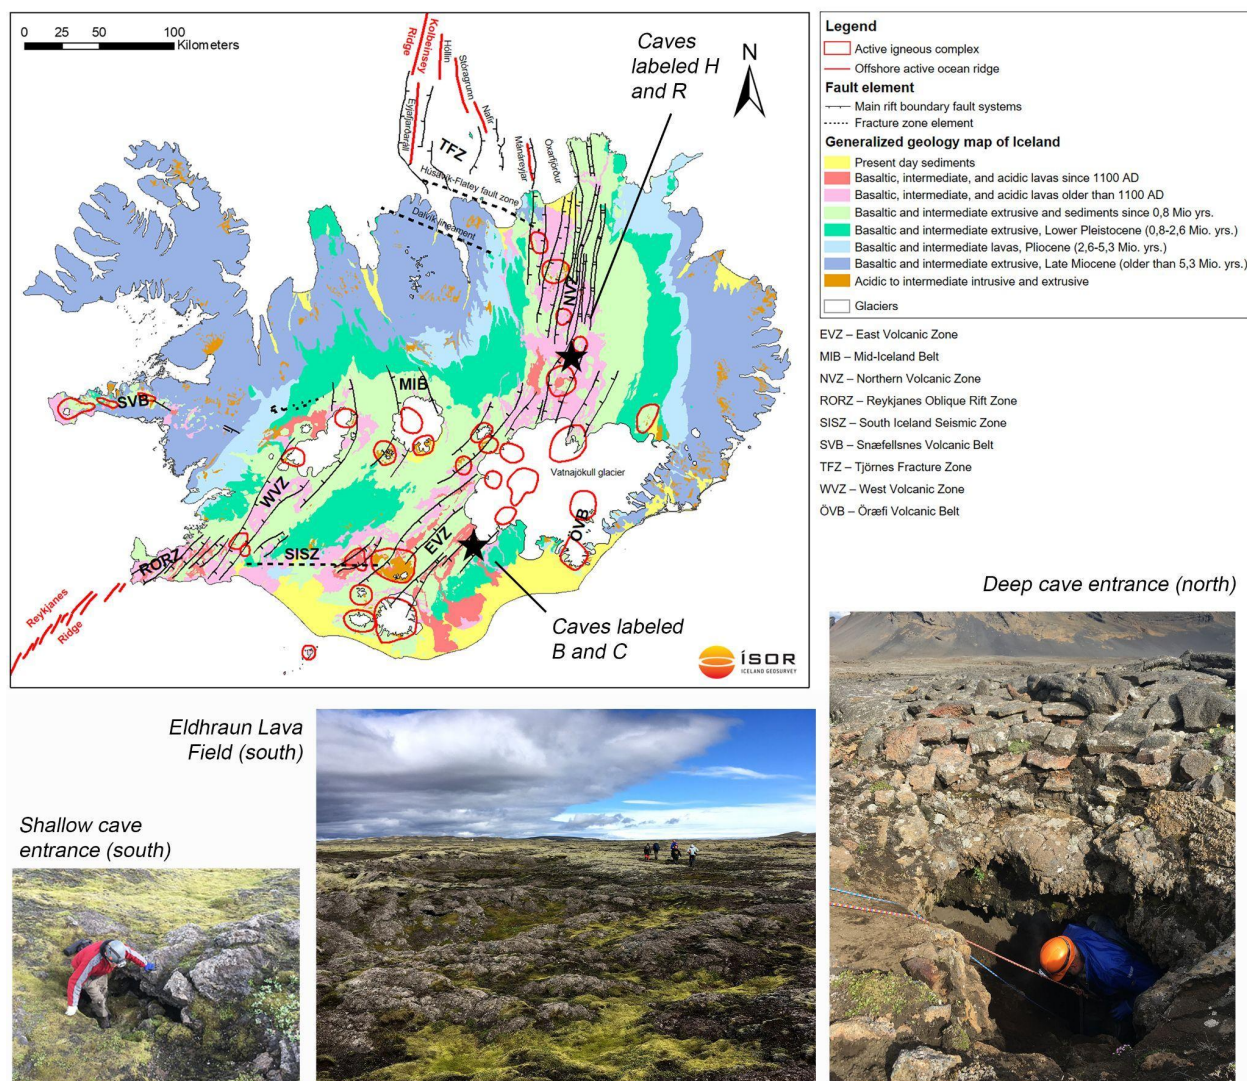 0 25 50 100
Kilometers
Kolbeinsey
Ridge
Hóllin
Stóragrunn
Nafir
Eyjafjarðaráll
TFZ
Mánáreyjar
Öxarfjörður
Húsavík-Flatey fault zone
Dalvík lineament
Caves
labeled H
and R
N
NVZ
MIB
SVB
WVZ
Vatnajökull glacier
ÖVB
EVZ
SISZ
RORZ
Reykjanes
Ridge
Caves labeled
B and C
ÍSOR
ICELAND GEOSURVEY
Legend
Active igneous complex
Offshore active ocean ridge
Fault element
Main rift boundary fault systems
Fracture zone element
Generalized geology map of Iceland
Present day sediments
Basaltic, intermediate, and acidic lavas since 1100 AD
Basaltic, intermediate, and acidic lavas older than 1100 AD
Basaltic and intermediate extrusive and sediments since 0,8 Mio yrs.
Basaltic and intermediate extrusive, Lower Pleistocene (0,8-2,6 Mio. yrs.)
Basaltic and intermediate lavas, Pliocene (2,6-5,3 Mio. yrs.)
Basaltic and intermediate extrusive, Late Miocene (older than 5,3 Mio. yrs.)
Acidic to intermediate intrusive and extrusive
Glaciers
EVZ – East Volcanic Zone
MIB – Mid-Iceland Belt
NVZ – Northern Volcanic Zone
RORZ – Reykjanes Oblique Rift Zone
SISZ – South Iceland Seismic Zone
SVB – Snæfellsnes Volcanic Belt
TFZ – Tjörnes Fracture Zone
WVZ – West Volcanic Zone
ÖVB – Öræfi Volcanic Belt
Deep cave entrance (north)
Eldhraun Lava
Field (south)
Shallow cave
entrance (south)